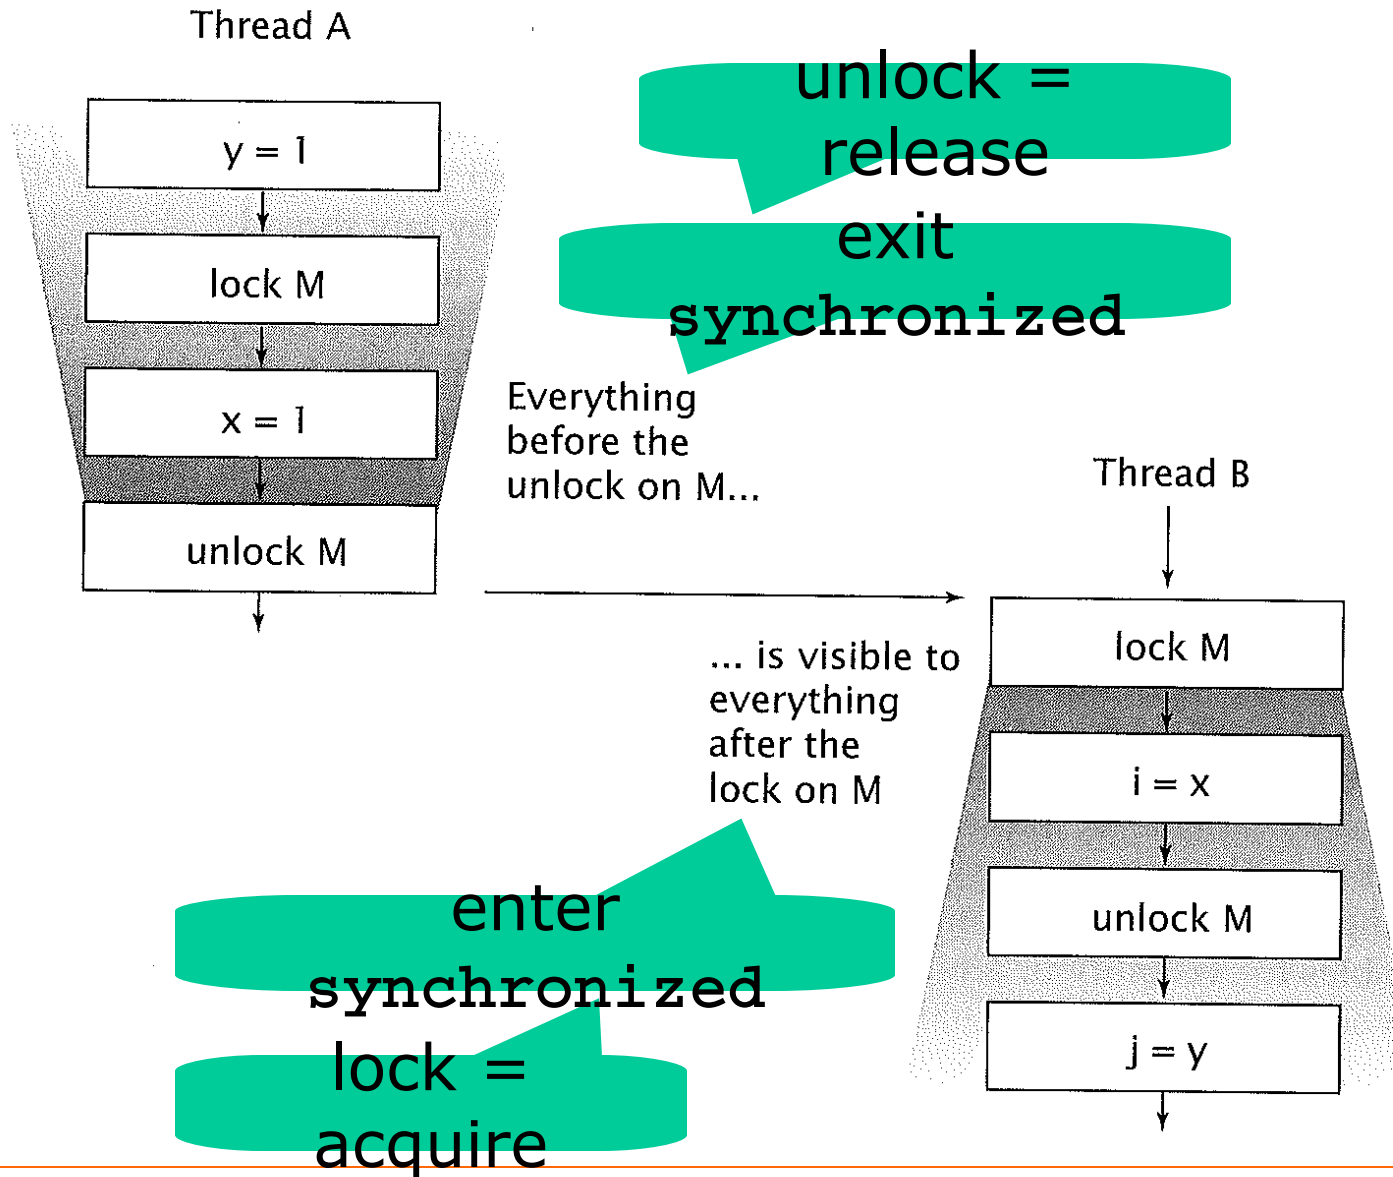 Thread A
y = 1
lock M
x = 1
unlock M
unlock =
release
exit
synchronized
Everything
before the
unlock on M...
Thread B
... is visible to
everything
after the
lock on M
lock M
i = x
unlock M
j = y
enter
synchronized
lock =
acquire